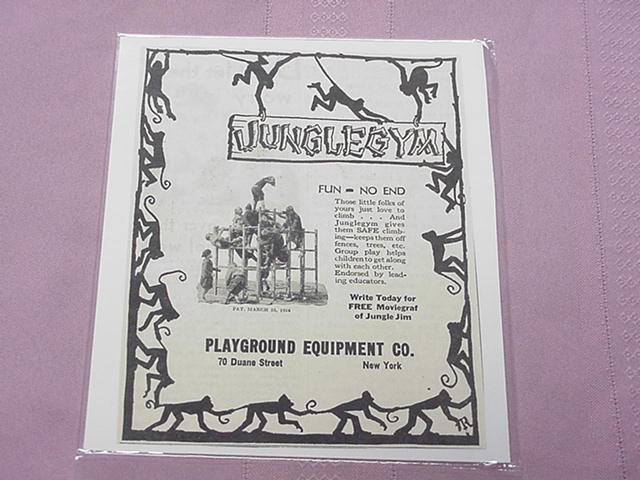 JUNGLEGYM
FUN - NO END
Those little folks of
yours just love to
climb . . . And
Junglegym gives
them SAFE climb-
ing—keeps them off
fences, trees, etc.
Group play helps
children to get along
with each other.
Endorsed by lead-
ing educators.
Write Today for
FREE Moviegraf
of Jungle Jim
PAT. MARCH 25, 1924
PLAYGROUND EQUIPMENT CO.
70 Duane Street New York